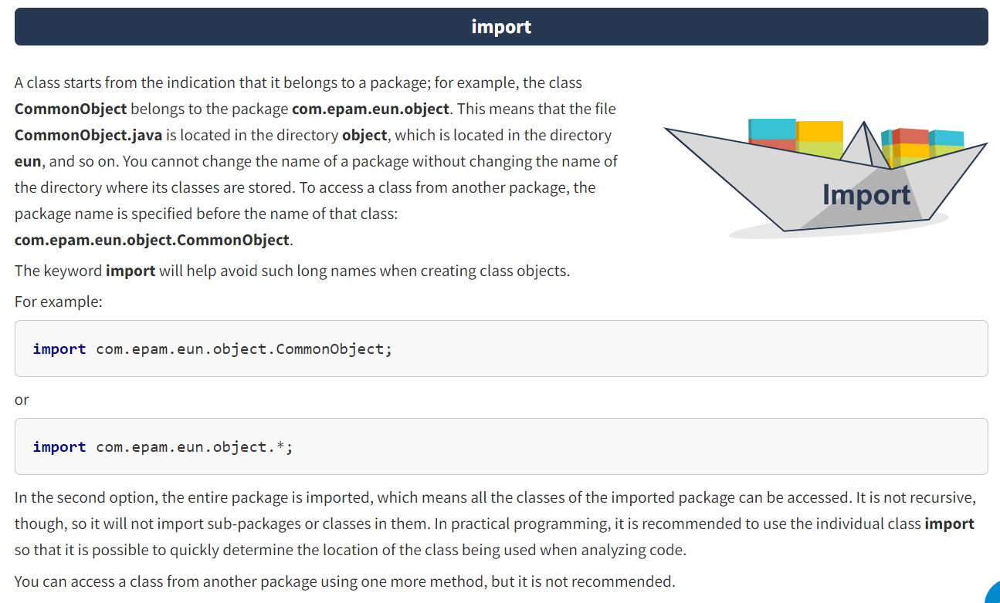 import
A class starts from the indication that it belongs to a package; for example, the class
CommonObject belongs to the package com.epam.eun.object. This means that the file
CommonObject.java is located in the directory object, which is located in the directory
eun, and so on. You cannot change the name of a package without changing the name of
the directory where its classes are stored. To access a class from another package, the
package name is specified before the name of that class:
com.epam.eun.object.CommonObject.
Import
The keyword import will help avoid such long names when creating class objects.
For example:
import com.epam.eun.object.CommonObject;
or
import com.epam.eun.object.*;
In the second option, the entire package is imported, which means all the classes of the imported package can be accessed. It is not recursive,
though, so it will not import sub-packages or classes in them. In practical programming, it is recommended to use the individual class import
so that it is possible to quickly determine the location of the class being used when analyzing code.
You can access a class from another package using one more method, but it is not recommended.